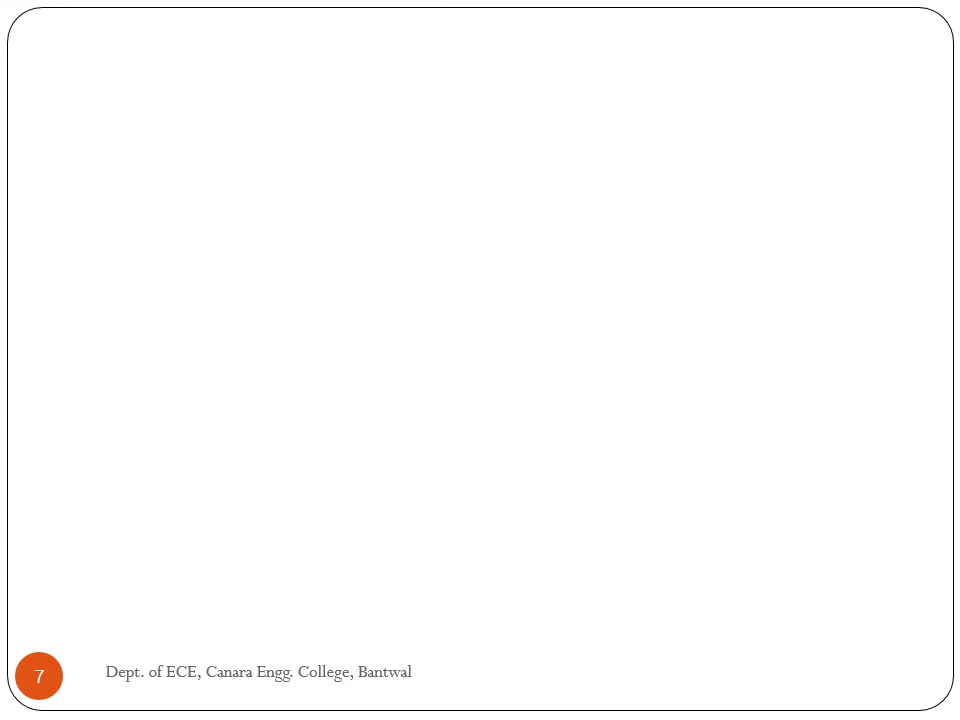 7
Dept. of ECE, Canara Engg. College, Bantwal